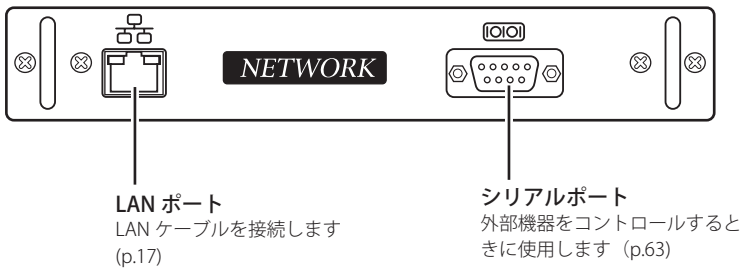 IOIOI
NETWORK
LAN ポート
LAN ケーブルを接続します
(p.17)
シリアルポート
外部機器をコントロールすると
きに使用します（p.63)